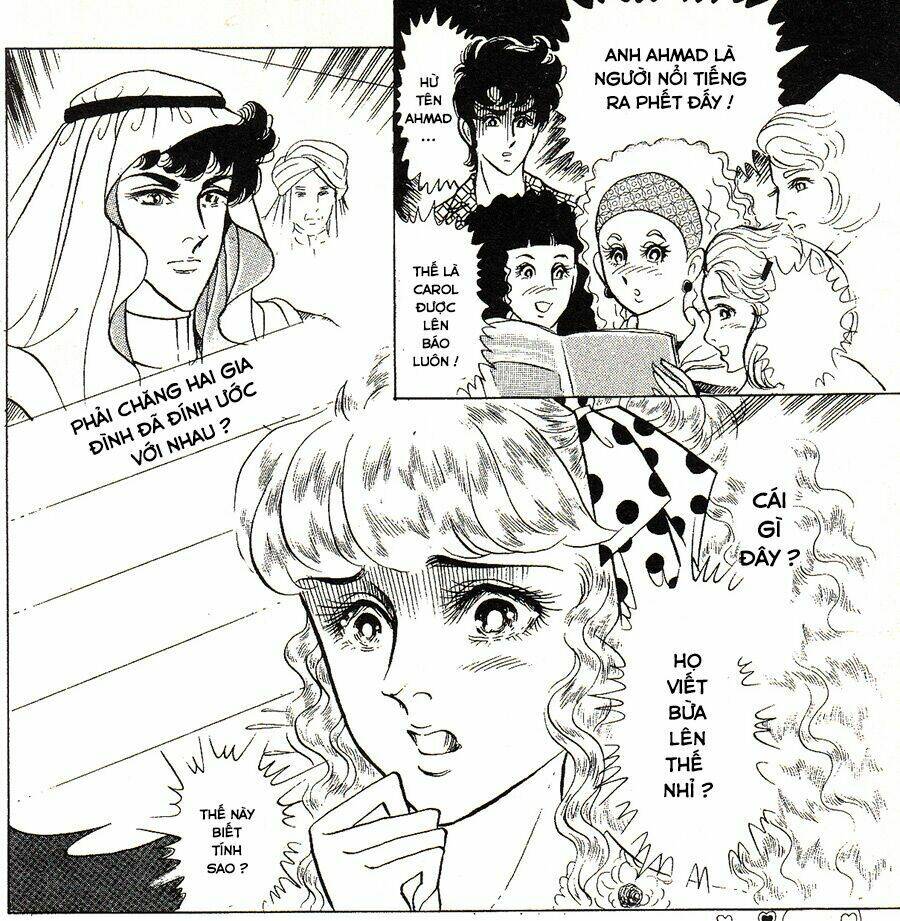 ANH AHMAD LÀ
NGƯỜI NỔI TIẾNG
RA PHẾT ĐẤY !
HỪ
TÊN
AHMAD
...
THẾ LÀ
CAROL
ĐƯỢC
LÊN
BÁO
LUÔN !
PHẢI CHĂNG HAI GIA
ĐÌNH ĐÃ ĐÍNH ƯỚC
VỚI NHAU ?
CÁI
GÌ
ĐÂY ?
HỌ
VIẾT
BỪA
LÊN
THẾ
NHỈ ?
THẾ NÀY
BIẾT
TÍNH
SAO ?